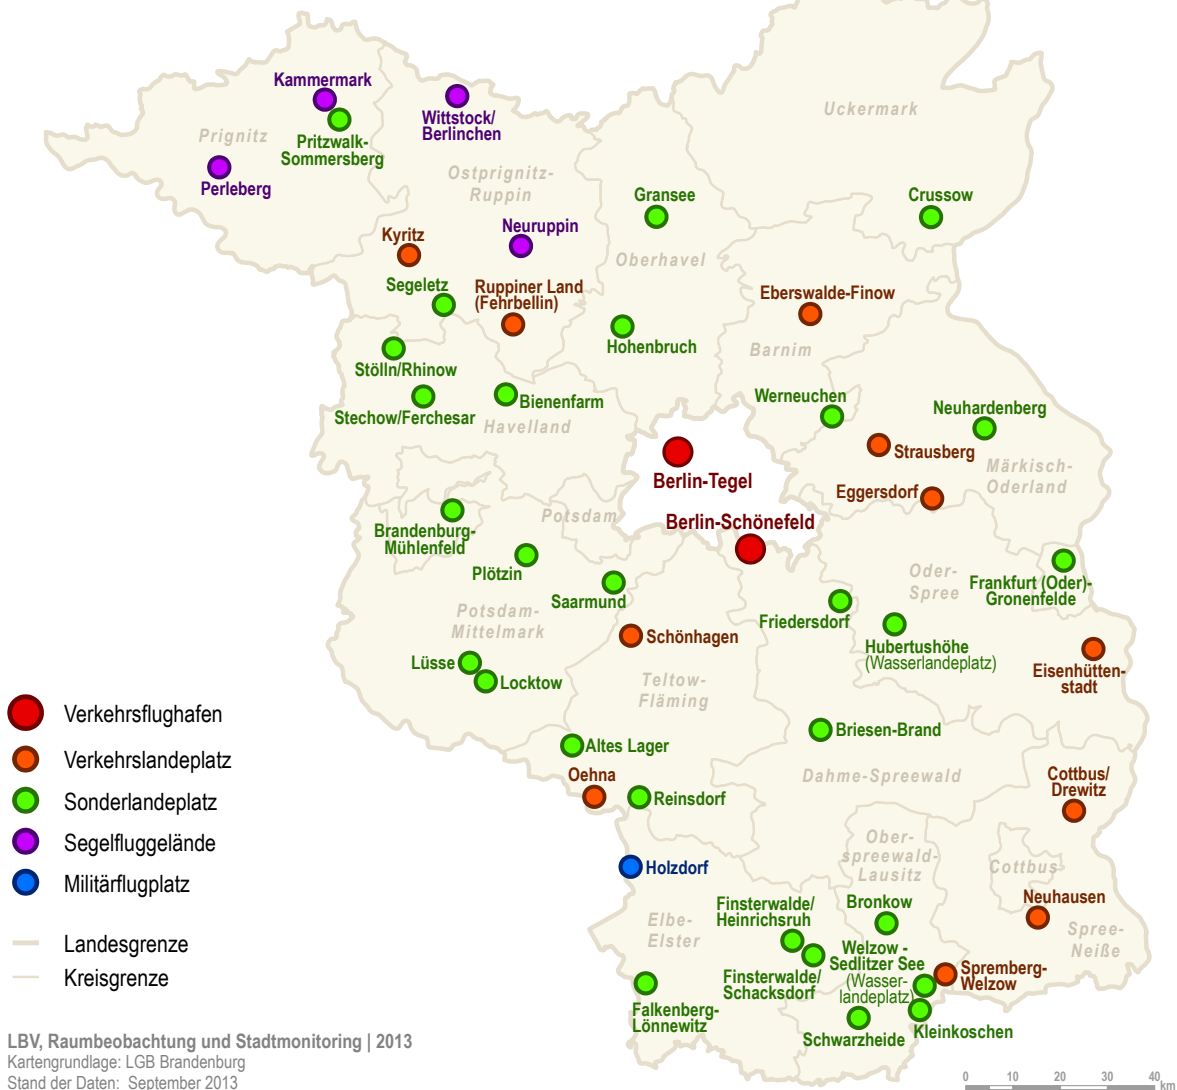 Kammermark
Pritzwalk-
Sommersberg
Prignitz
Perleberg
Wittstock/
Berlinchen
Ostprignitz-
Ruppin
Uckermark
Gransee
Crussow
Neuruppin
Kyritz
Oberhavel
Segeletz
Ruppiner Land
(Fehrbellin)
Eberswalde-Finow
Hohenbruch
Barnim
Stölln/Rhinow
Stechow/Ferchesar
Bienenfarm
Havelland
Werneuchen
Neuhardenberg
Strausberg
Märkisch-
Oderland
Berlin-Tegel
Eggersdorf
Berlin-Schönefeld
Potsdam
Brandenburg-
Mühlenfeld
Plötzin
Saarmund
Oder-
Spree
Frankfurt (Oder)-
Gronenfelde
Potsdam-
Mittelmark
Schönhagen
Friedersdorf
Hubertushöhe
(Wasserlandeplatz)
Eisenhütten-
stadt
Lüsse
Locktow
Teltow-
Fläming
Briesen-Brand
Altes Lager
Oehna
Reinsdorf
Dahme-Spreewald
Cottbus/
Drewitz
Holzdorf
Ober-
spreewald-
Lausitz
Cottbus
Neuhausen
Spree-
Neiße
Elbe-
Elster
Finsterwalde/
Heinrichsruh
Bronkow
Finsterwalde/
Schacksdorf
Welzow -
Sedlitzer See
(Wasser-
landeplatz)
Spremberg-
Welzow
Falkenberg-
Lönnewitz
Schwarzheide
Kleinkoschen
Verkehrsflughafen
Verkehrslandeplatz
Sonderlandeplatz
Segelfluggelände
Militärflugplatz
Landesgrenze
Kreisgrenze
LBV, Raumbeobachtung und Stadtmonitoring | 2013
Kartengrundlage: LGB Brandenburg
Stand der Daten: September 2013
0 10 20 30 40
km